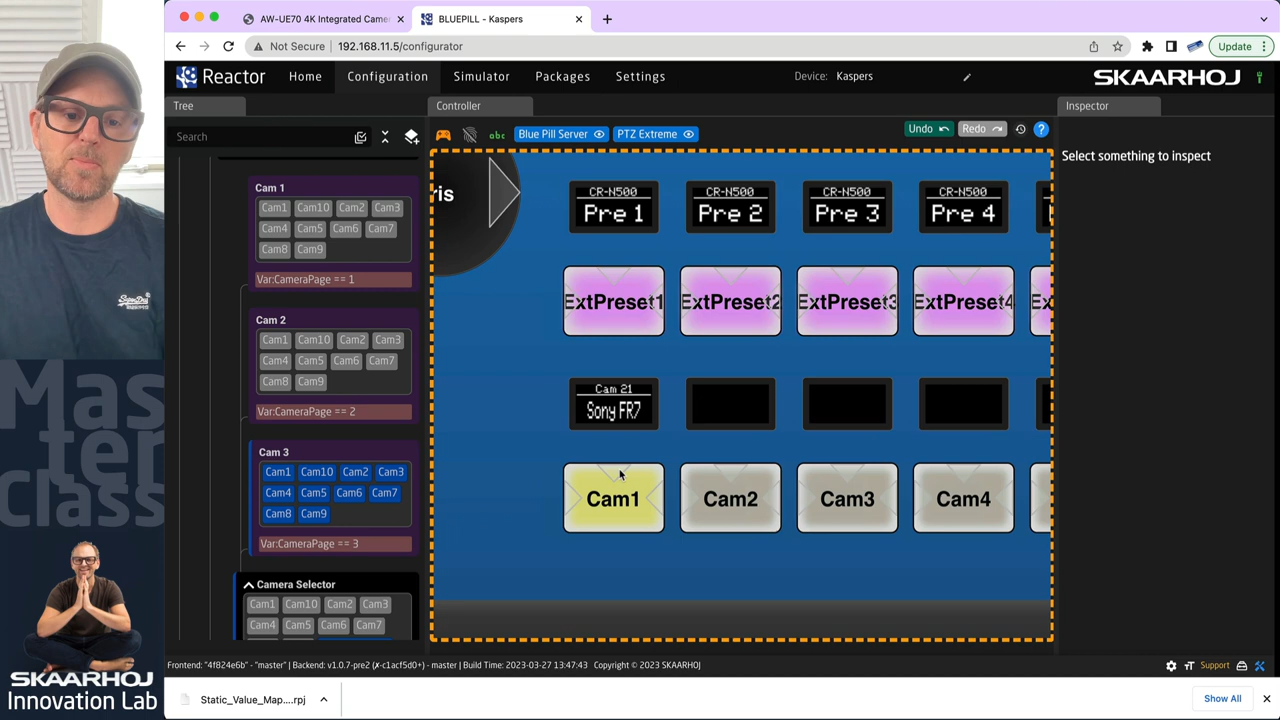 AW-UE70 4K Integrated Came
BLUEPILL - Kaspers
Not Secure
192.168.11.5/configurator
Update
Reactor
Home
Configuration
Simulator
Packages
Settings
Device:
Kaspers
SKAARHOJ
Tree
Controller
Inspector
Search
abc
Blue Pill Server
PTZ Extreme
Undo
Redo
?
Select something to inspect
Cam 1
Cam1 Cam10 Cam2 Cam3
Cam4 Cam5 Cam6 Cam7
Cam8 Cam9
Var:CameraPage == 1
Cam 2
Cam1 Cam10 Cam2 Cam3
Cam4 Cam5 Cam6 Cam7
Cam8 Cam9
Var:CameraPage == 2
Cam 3
Cam1 Cam10 Cam2 Cam3
Cam4 Cam5 Cam6 Cam7
Cam8 Cam9
Var:CameraPage == 3
Camera Selector
Cam1 Cam10 Cam2 Cam3
Cam4 Cam5 Cam6 Cam7
ris
CR-N500 CR-N500 CR-N500 CR-N500
Pre 1 Pre 2 Pre 3 Pre 4
ExtPreset1 ExtPreset2 ExtPreset3 ExtPreset4 Ex
Cam 21
Sony FR7
Cam1 Cam2 Cam3 Cam4
Frontend: "4f824e6b" - "master" | Backend: v1.0.7-pre2 (✗-c1acf5d0+) - master | Build Time: 2023-03-27 13:47:43 Copyright © 2023 SKAARHOJ
Support
Static_Value_Map....rpj
Show All
Mas
ter
Class
SKAARHOJ
Innovation Lab